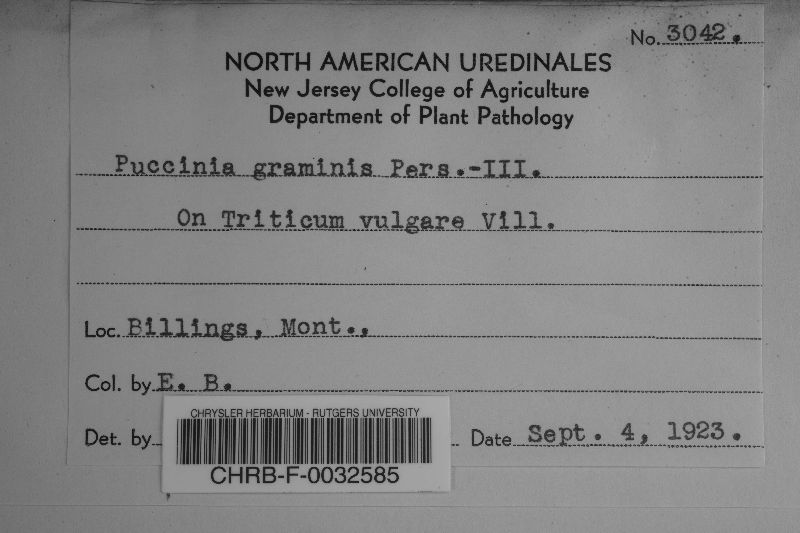 No. 3042.
NORTH AMERICAN UREDINALES
New Jersey College of Agriculture
Department of Plant Pathology
Puccinia graminis Pers.-III.
On Triticum vulgare Vill.
Loc. Billings, Mont.,
Col. by E. B.
Det. by
Date Sept. 4, 1923.
CHRYSLER HERBARIUM - RUTGERS UNIVERSITY
CHRB-F-0032585